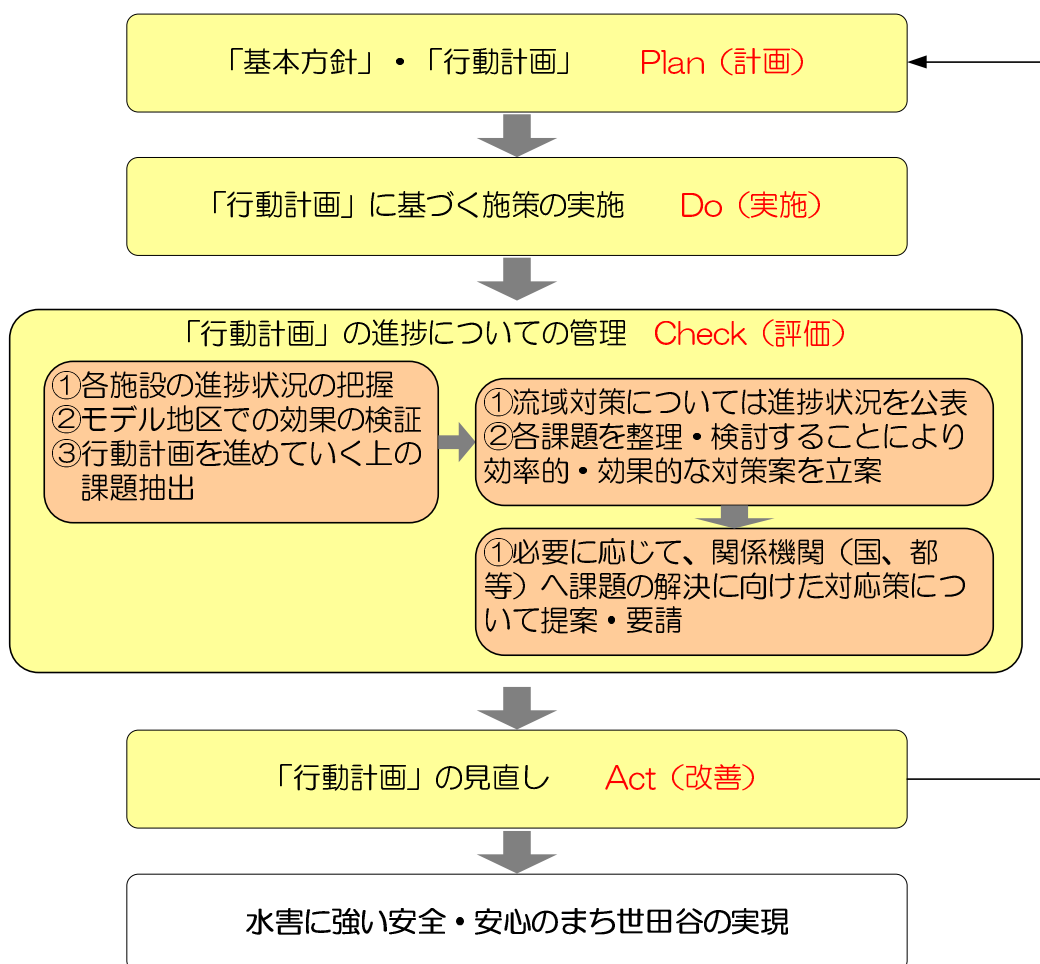 「基本方針」・「行動計画」　Plan（計画）
「行動計画」に基づく施策の実施　Do（実施）
「行動計画」の進捗についての管理　Check（評価）
①各施設の進捗状況の把握
②モデル地区での効果の検証
③行動計画を進めていく上の
課題抽出
①流域対策については進捗状況を公表
②各課題を整理・検討することにより
効率的・効果的な対策案を立案
①必要に応じて、関係機関（国、都
等）へ課題の解決に向けた対応策につ
いて提案・要請
「行動計画」の見直し　Act（改善）
水害に強い安全・安心のまち世田谷の実現